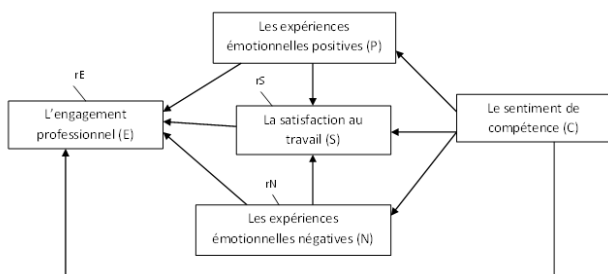 Les expériences
émotionnelles positives (P)
rE
rS
L'engagement
professionnel (E)
La satisfaction au
travail (S)
Le sentiment de
compétence (C)
rN
Les expériences
émotionnelles négatives (N)